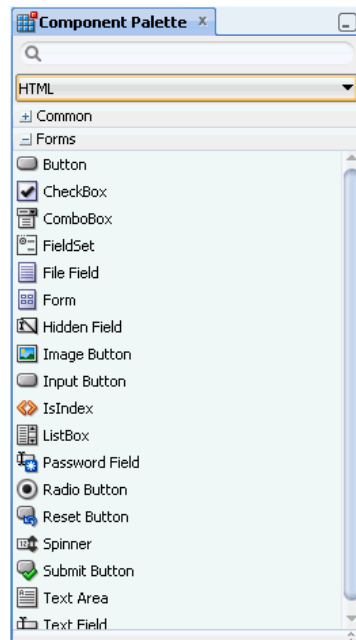 Component Palette
HTML
Common
Forms
Button
CheckBox
ComboBox
FieldSet
File Field
Form
Hidden Field
Image Button
Input Button
IsIndex
ListBox
Password Field
Radio Button
Reset Button
Spinner
Submit Button
Text Area
Text Field